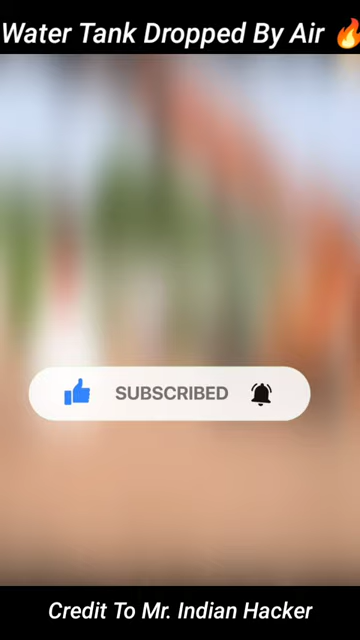 Water Tank Dropped By Air 🔥
SUBSCRIBED
Credit To Mr. Indian Hacker